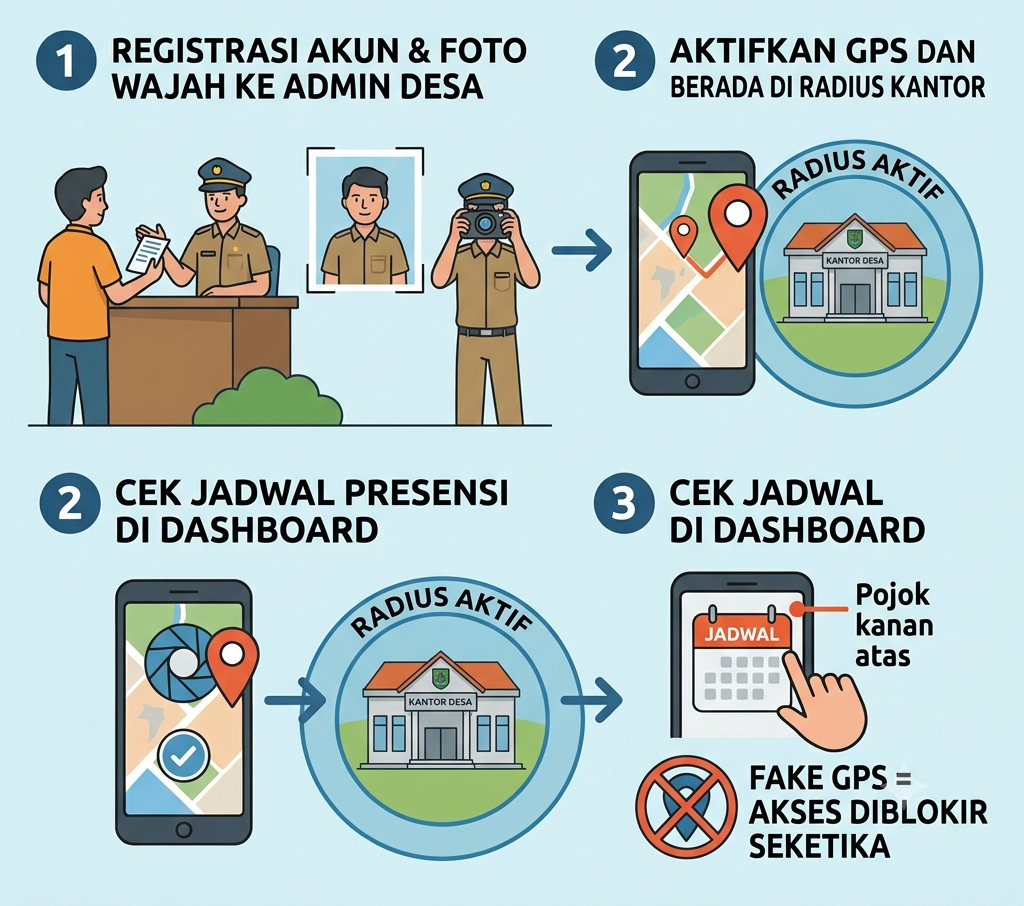 1
REGISTRASI AKUN & FOTO
WAJAH KE ADMIN DESA
2
AKTIFKAN GPS DAN
BERADA DI RADIUS KANTOR
RADIUS AKTIF
KANTOR DESA
2
CEK JADWAL PRESENSI
DI DASHBOARD
RADIUS AKTIF
KANTOR DESA
3
CEK JADWAL
DI DASHBOARD
JADWAL
Pojok
kanan
atas
FAKE GPS =
AKSES DIBLOKIR
SEKETIKA